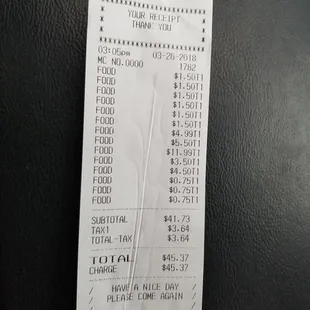 YOUR RECEIPT
THANK YOU
03:05pm 03-26-2018
MC NO.0000 1782
FOOD $1.50T1
FOOD $1.50T1
FOOD $1.50T1
FOOD $1.50T1
FOOD $1.50T1
FOOD $1.50T1
FOOD $4.99T1
FOOD $5.50T1
FOOD $11.99T1
FOOD $3.50T1
FOOD $4.50T1
FOOD $0.75T1
FOOD $0.75T1
FOOD $0.75T1
SUBTOTAL $41.73
TAX1 $3.64
TOTAL-TAX $3.64
TOTAL $45.37
CHARGE $45.37
HAVE A NICE DAY
PLEASE COME AGAIN